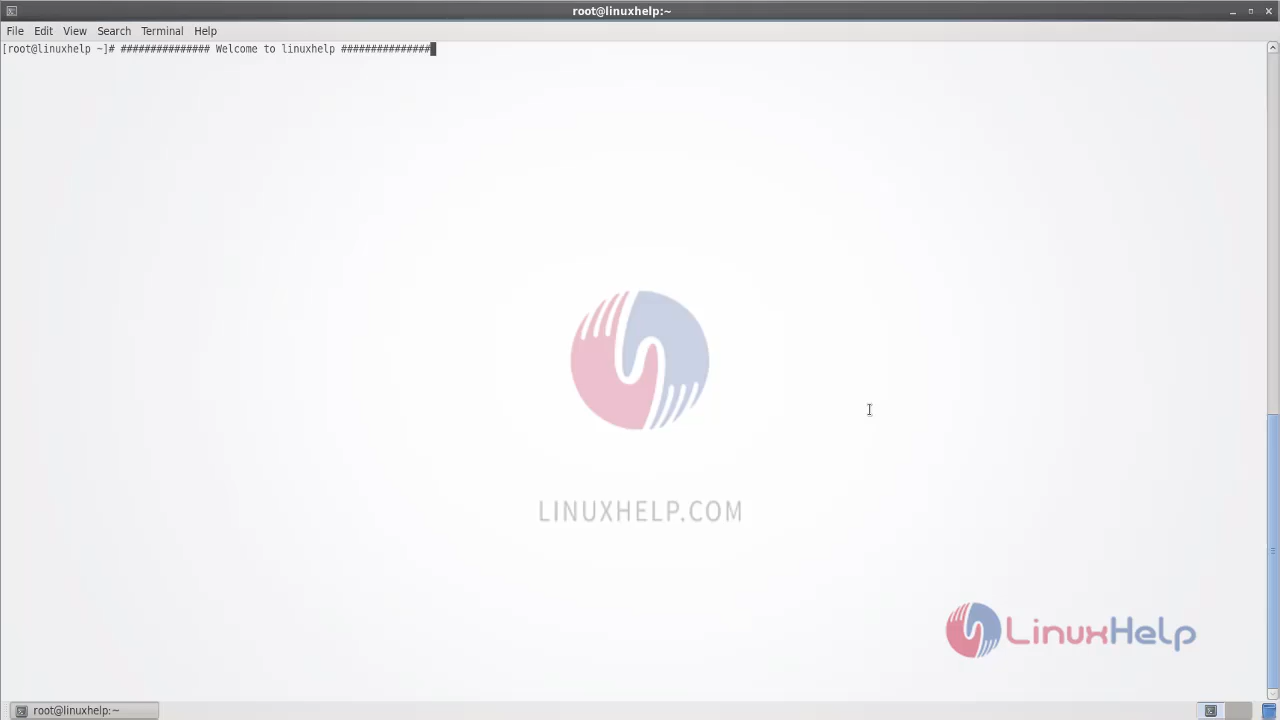 root@linuxhelp:~
File Edit View Search Terminal Help
[root@linuxhelp ~]# ############### Welcome to linuxhelp ###############
LINUXHELP.COM
LinuxHelp
root@linuxhelp:~